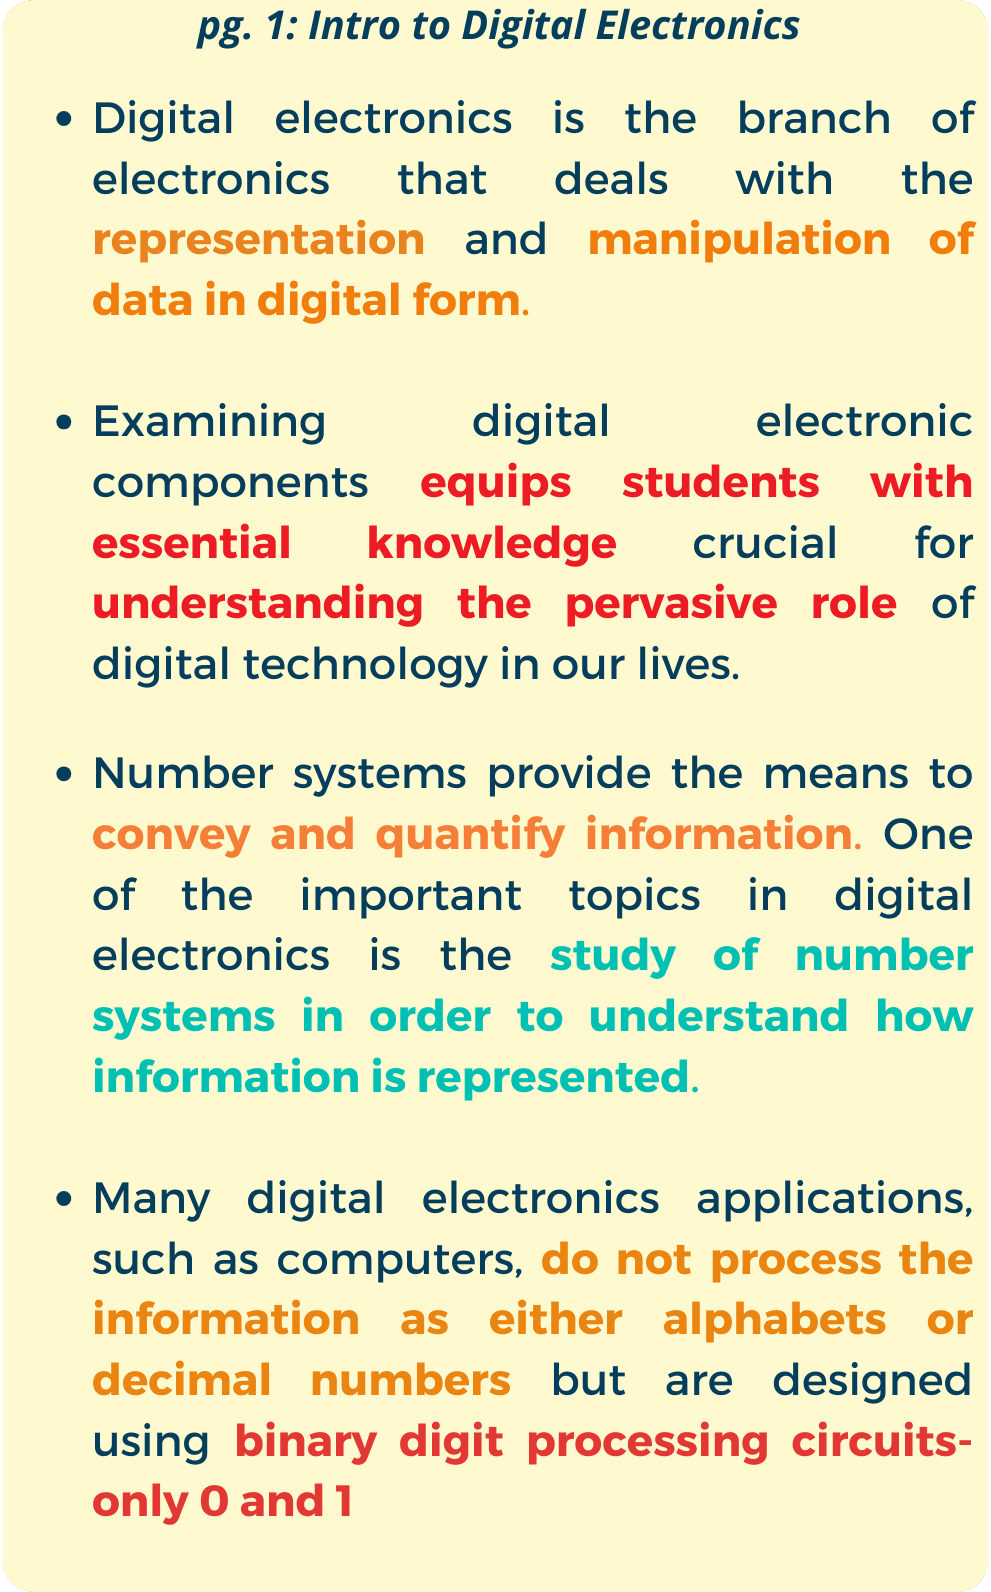 pg. 1: Intro to Digital Electronics
• Digital electronics is the branch of
electronics that deals with the
representation and manipulation of
data in digital form.
• Examining digital electronic
components equips students with
essential knowledge crucial for
understanding the pervasive role of
digital technology in our lives.
• Number systems provide the means to
convey and quantify information. One
of the important topics in digital
electronics is the study of number
systems in order to understand how
information is represented.
• Many digital electronics applications,
such as computers, do not process the
information as either alphabets or
decimal numbers but are designed
using binary digit processing circuits-
only 0 and 1